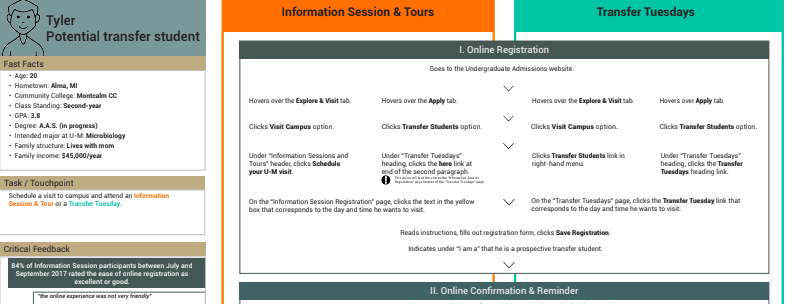 Tyler
Potential transfer student
Fast Facts
• Age: 20
• Hometown: Alma, MI
• Community College: Montcalm CC
• Class Standing: Second-year
• GPA: 3.8
• Degree: A.A.S. (in progress)
• Intended major at U-M: Microbiology
• Family structure: Lives with mom
• Family income: $45,000/year
Task / Touchpoint
Schedule a visit to campus and attend an Information
Session & Tour or a Transfer Tuesday.
Critical Feedback
84% of Information Session participants between July and
September 2017 rated the ease of online registration as
excellent or good.
"the online experience was not very friendly"
Information Session & Tours
Transfer Tuesdays
I. Online Registration
Goes to the Undergraduate Admissions website.
Hovers over the Explore & Visit tab.
Hovers over the Apply tab.
Hovers over the Explore & Visit tab.
Hovers over the Apply tab.
Clicks Visit Campus option.
Clicks Transfer Students option.
Clicks Visit Campus option.
Clicks Transfer Students option.
Under "Information Sessions and
Tours" header, clicks Schedule
your U-M visit.
Under "Transfer Tuesdays"
heading, clicks the here link at
end of the second paragraph.
Clicks Transfer Students link in
right-hand menu.
Under "Transfer Tuesdays"
heading, clicks the Transfer
Tuesdays heading link.
On the "Information Session Registration" page, clicks the text in the yellow
box that corresponds to the day and time he wants to visit.
On the "Transfer Tuesdays" page, clicks the Transfer Tuesday link that
corresponds to the day and time he wants to visit.
Reads instructions, fills out registration form, clicks Save Registration.
Indicates under "I am a" that he is a prospective transfer student.
II. Online Confirmation & Reminder